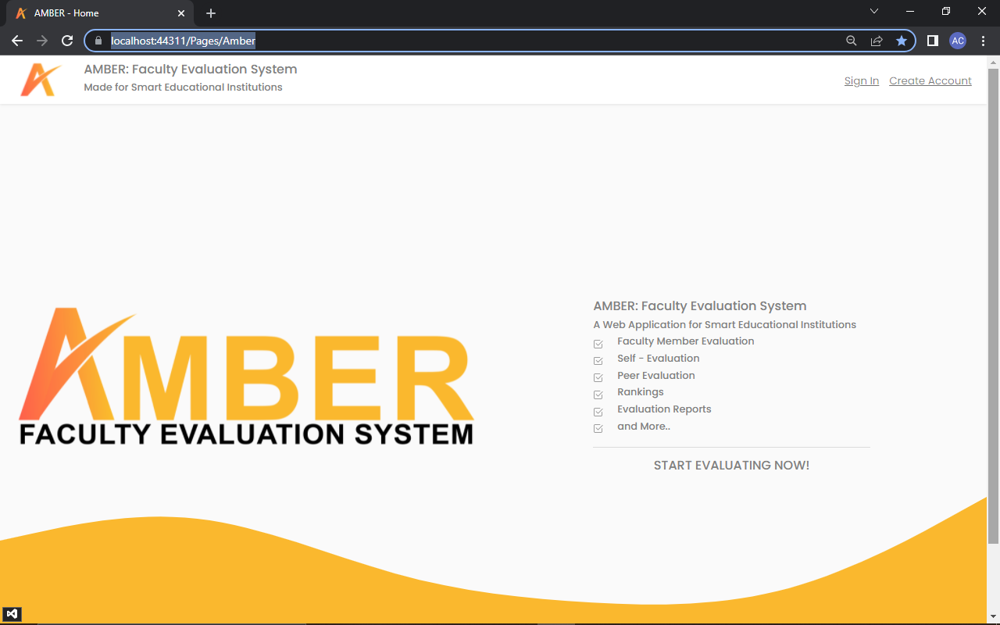 AMBER - Home
localhost:44311/Pages/Amber
AC
AMBER: Faculty Evaluation System
Made for Smart Educational Institutions
Sign In Create Account
AMBER
FACULTY EVALUATION SYSTEM
AMBER: Faculty Evaluation System
A Web Application for Smart Educational Institutions
Faculty Member Evaluation
Self - Evaluation
Peer Evaluation
Rankings
Evaluation Reports
and More..
START EVALUATING NOW!